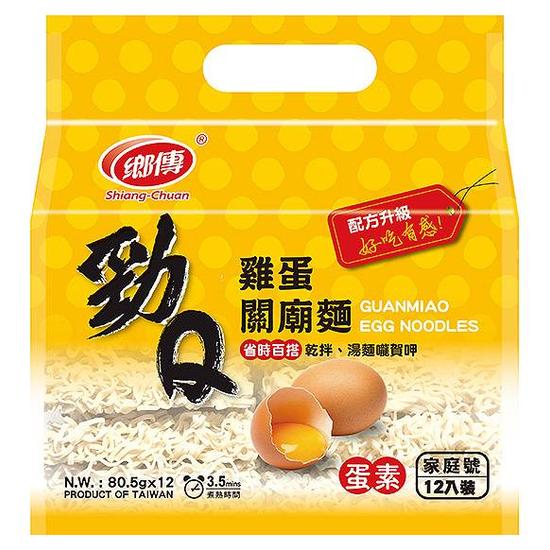 鄉傳®
Shiang-Chuan
配方升級
好吃有感!
勁Q
雞蛋
關廟麵
GUANMIAO
EGG NOODLES
省時百搭 乾拌、湯麵嚨賀呷
N.W.: 80.5g×12
PRODUCT OF TAIWAN
3.5mins
煮熟時間
蛋素
家庭號
12入裝